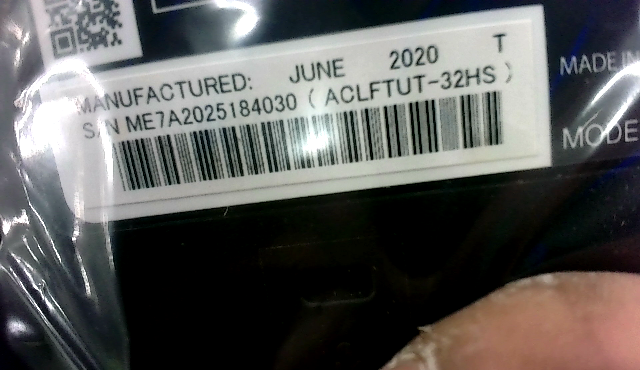 MANUFACTURED: JUNE 2020 T
S/N ME7A2025184030 ( ACLFTUT-32HS )
MADE IN
MODE